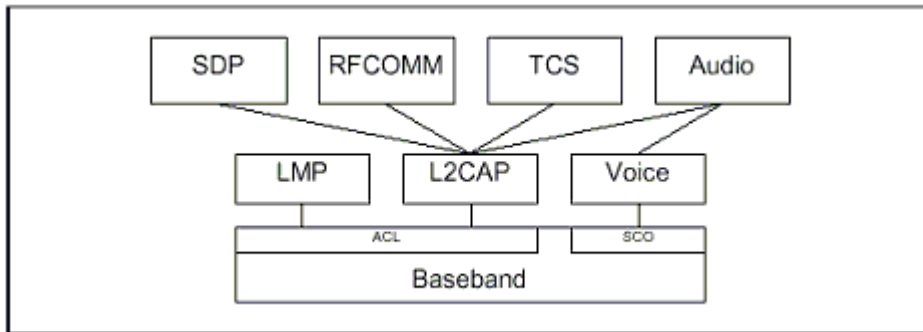 SDP RFCOMM TCS Audio
LMP L2CAP Voice
ACL SCO
Baseband